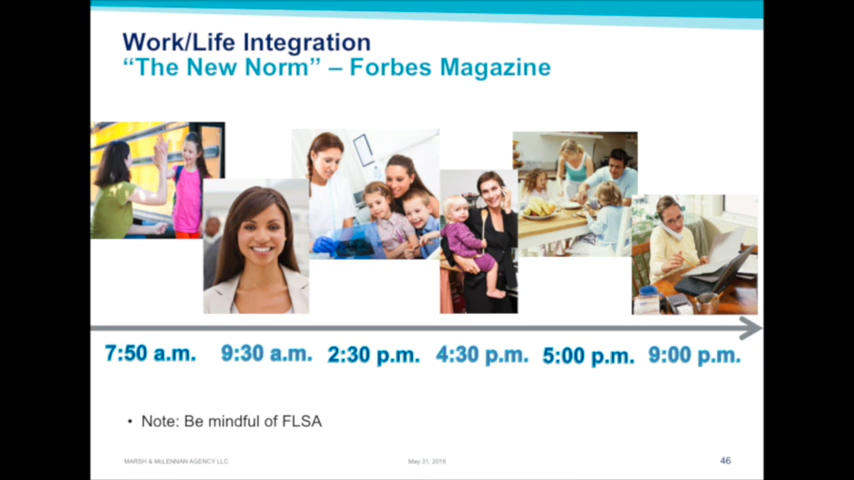 Work/Life Integration
“The New Norm” – Forbes Magazine
7:50 a.m. 9:30 a.m. 2:30 p.m. 4:30 p.m. 5:00 p.m. 9:00 p.m.
• Note: Be mindful of FLSA
MARSH & McLENNAN AGENCY LLC May 31, 2016 46